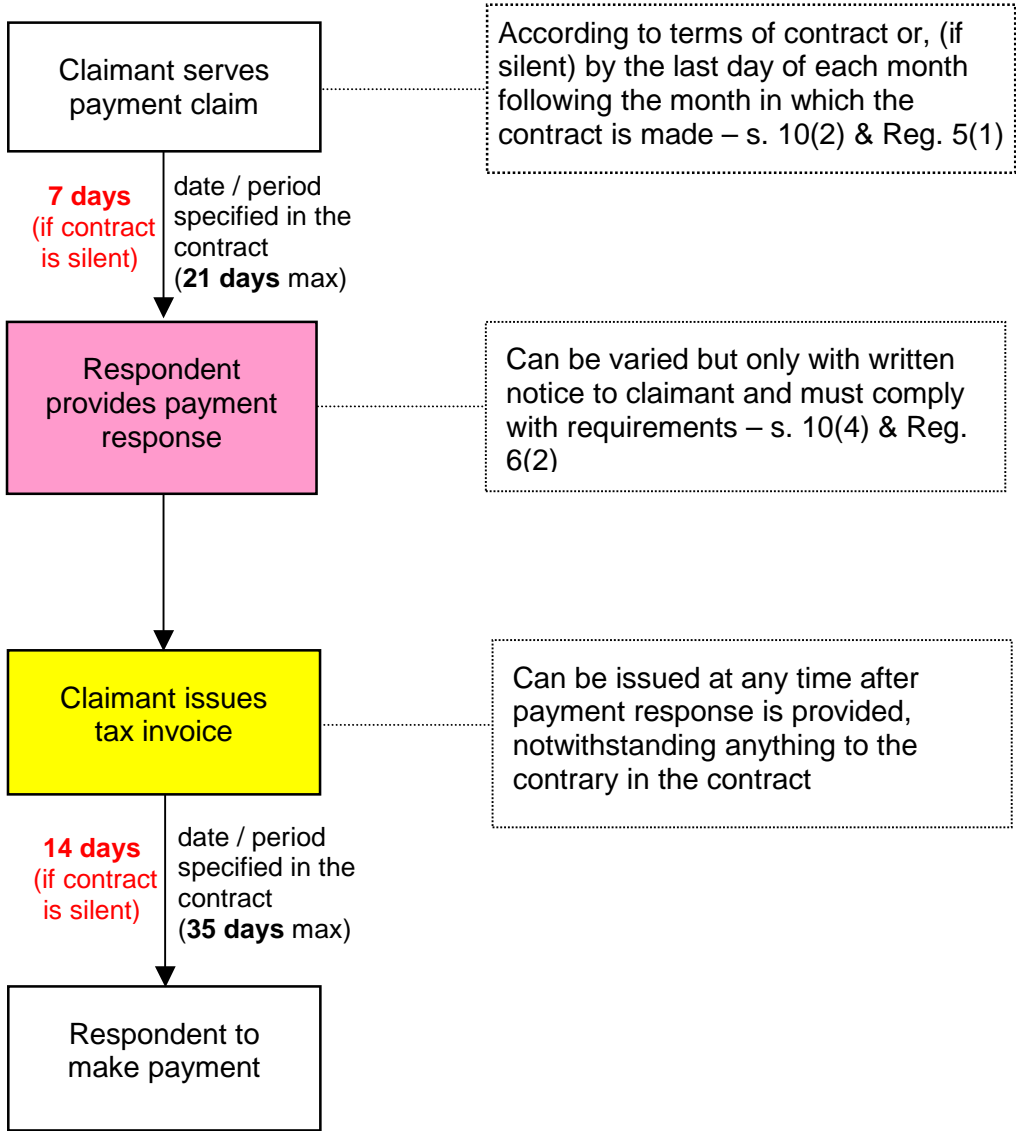 Claimant serves
payment claim
According to terms of contract or, (if
silent) by the last day of each month
following the month in which the
contract is made – s. 10(2) & Reg. 5(1)
7 days
(if contract
is silent)
date / period
specified in the
contract
(21 days max)
Respondent
provides payment
response
Can be varied but only with written
notice to claimant and must comply
with requirements – s. 10(4) & Reg.
6(2)
Claimant issues
tax invoice
Can be issued at any time after
payment response is provided,
notwithstanding anything to the
contrary in the contract
14 days
(if contract
is silent)
date / period
specified in the
contract
(35 days max)
Respondent to
make payment